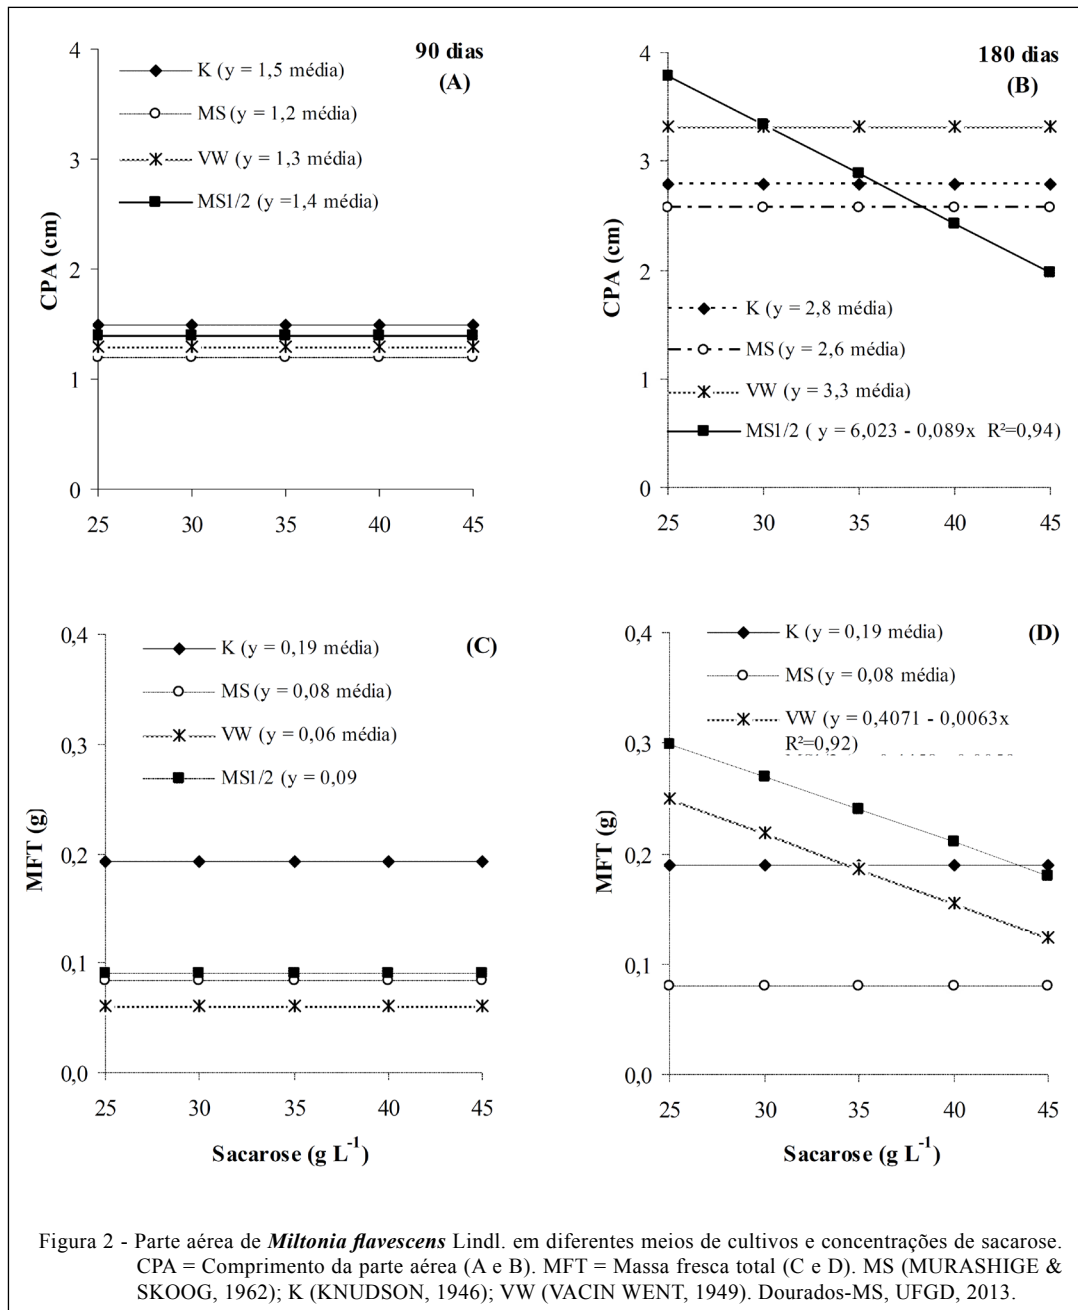 90 dias
(A)
K (y = 1,5 média)
MS (y = 1,2 média)
VW (y = 1,3 média)
MS1/2 (y =1,4 média)
CPA (cm)
4
3
2
1
0
25 30 35 40 45
180 dias
(B)
CPA (cm)
4
3
2
1
0
K (y = 2,8 média)
MS (y = 2,6 média)
VW (y = 3,3 média)
MS1/2 ( y = 6,023 - 0,089x R²=0,94)
25 30 35 40 45
(C)
K (y = 0,19 média)
MS (y = 0,08 média)
VW (y = 0,06 média)
MS1/2 (y = 0,09
MFT (g)
0,4
0,3
0,2
0,1
0,0
25 30 35 40 45
Sacarose (g L-1)
(D)
K (y = 0,19 média)
MS (y = 0,08 média)
VW (y = 0,4071 - 0,0063x
R²=0,92)
MFT (g)
0,4
0,3
0,2
0,1
0,0
25 30 35 40 45
Sacarose (g L-1)
Figura 2 - Parte aérea de Miltonia flavescens Lindl. em diferentes meios de cultivos e concentrações de sacarose.
CPA = Comprimento da parte aérea (A e B). MFT = Massa fresca total (C e D). MS (MURASHIGE &
SKOOG, 1962); K (KNUDSON, 1946); VW (VACIN WENT, 1949). Dourados-MS, UFGD, 2013.